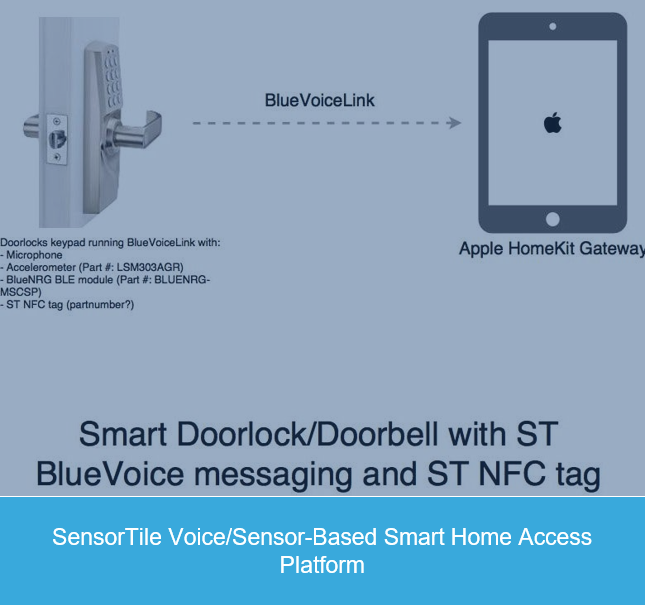 BlueVoiceLink
Doorlocks keypad running BlueVoiceLink with:
- Microphone
- Accelerometer (Part #: LSM303AGR)
- BlueNRG BLE module (Part #: BLUENRG-
MSCSP)
- ST NFC tag (partnumber?)
Apple HomeKit Gateway
Smart Doorlock/Doorbell with ST
BlueVoice messaging and ST NFC tag
SensorTile Voice/Sensor-Based Smart Home Access
Platform